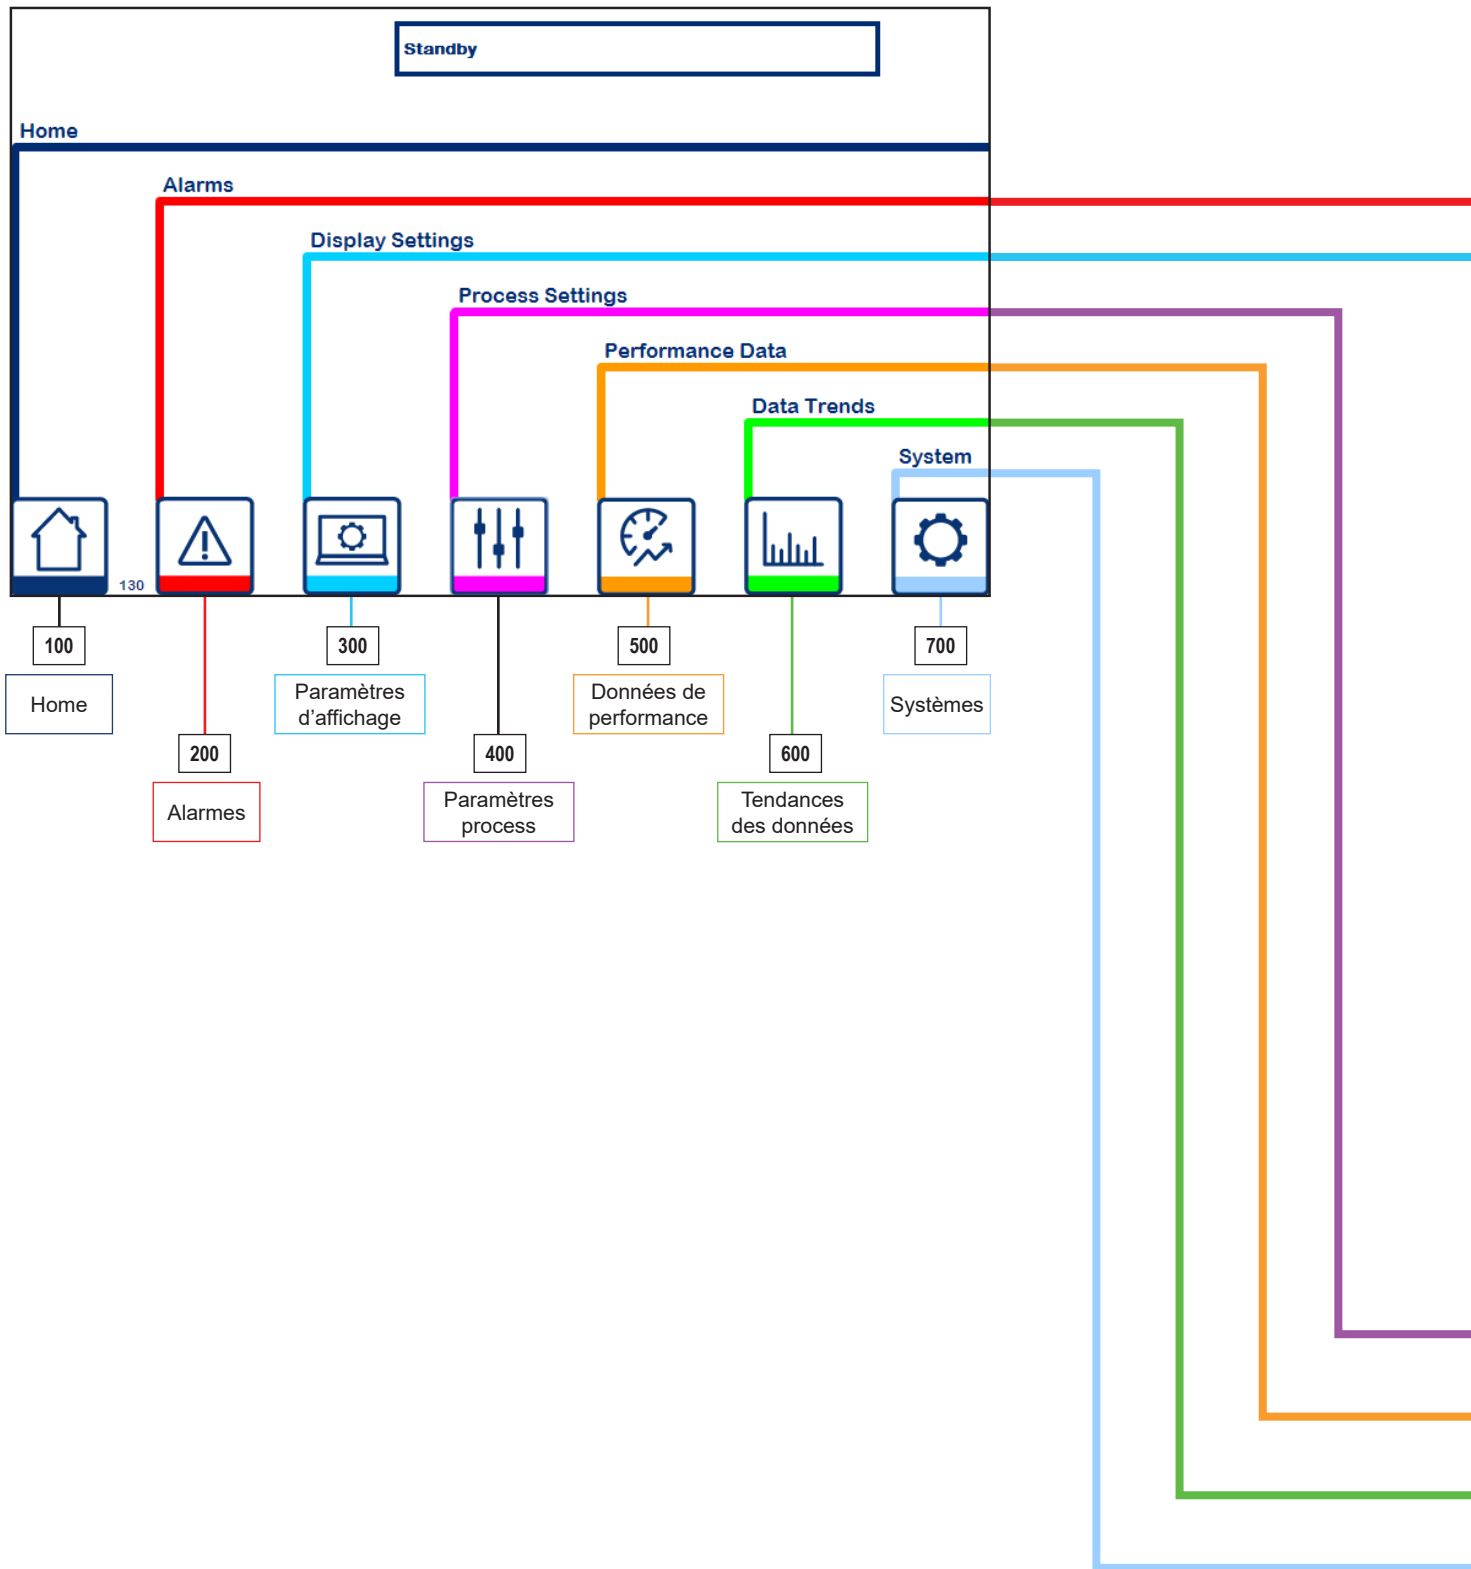 Standby
Home
Alarms
Display Settings
Process Settings
Performance Data
Data Trends
System
130
100
300
500
700
Home
Paramètres
d’affichage
Données de
performance
Systèmes
200
400
600
Alarmes
Paramètres
process
Tendances
des données